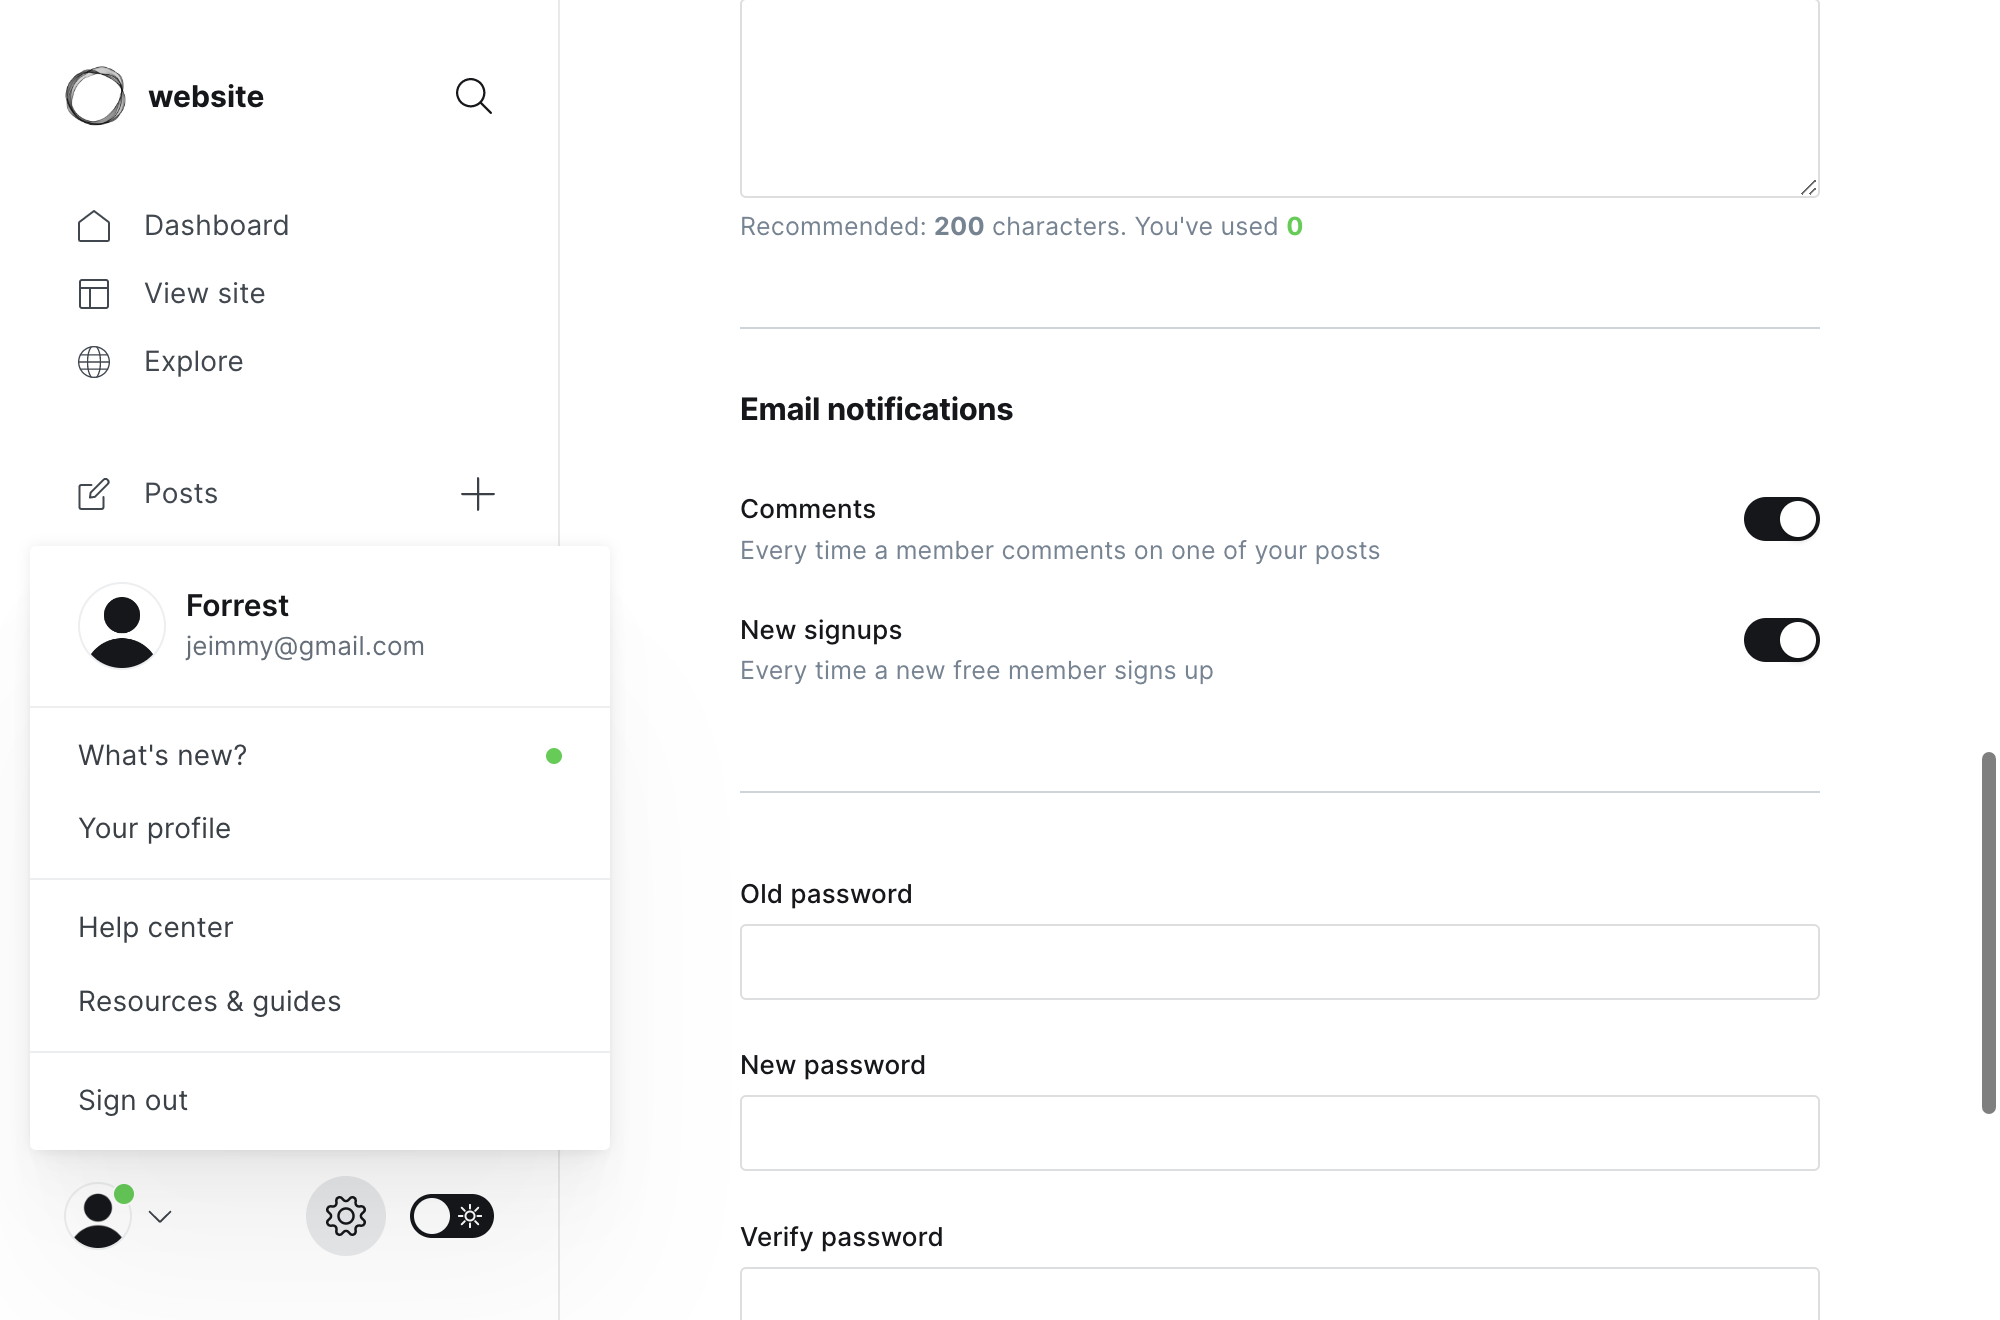 website
Dashboard
View site
Explore
Posts
Forrest
jeimmy@gmail.com
What's new?
Your profile
Help center
Resources & guides
Sign out
Recommended: 200 characters. You've used 0
Email notifications
Comments
Every time a member comments on one of your posts
New signups
Every time a new free member signs up
Old password
New password
Verify password